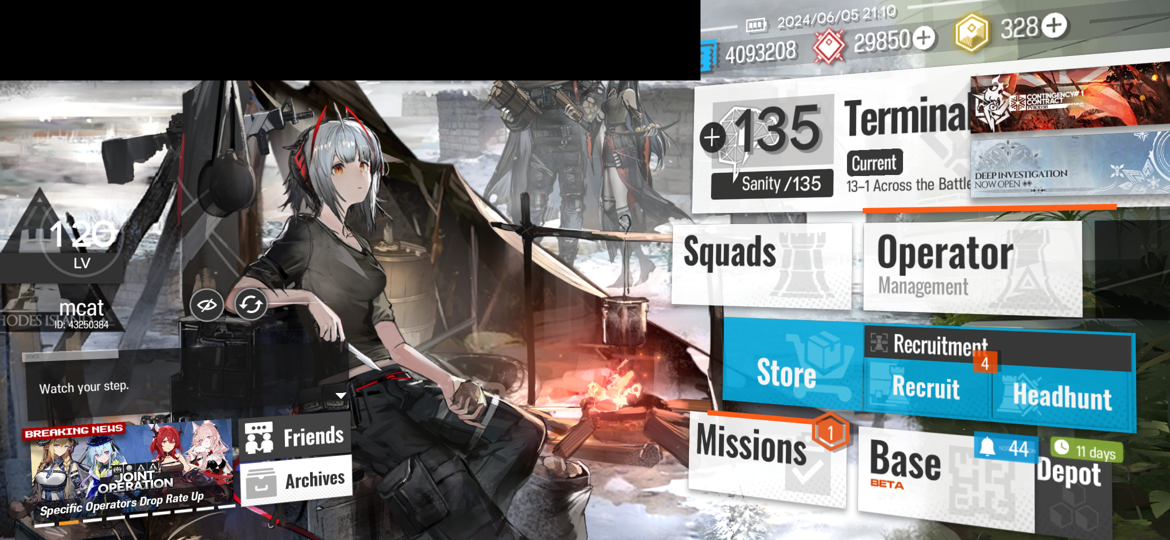 2024/06/05 21:10
4093208
29850
328
+135
Sanity /135
Terminal
Current
13-1 Across the Battle
CONTINGENCY
CONTRACT
DEEP INVESTIGATION
NOW OPEN
120
LV
mcat
ID: 43250384
Watch your step.
Squads
Operator
Management
Store
Recruitment
4
Recruit
Headhunt
Missions
1
Base
BETA
44
11 days
Depot
BREAKING NEWS
JOINT
OPERATION
Specific Operators Drop Rate Up
Friends
Archives